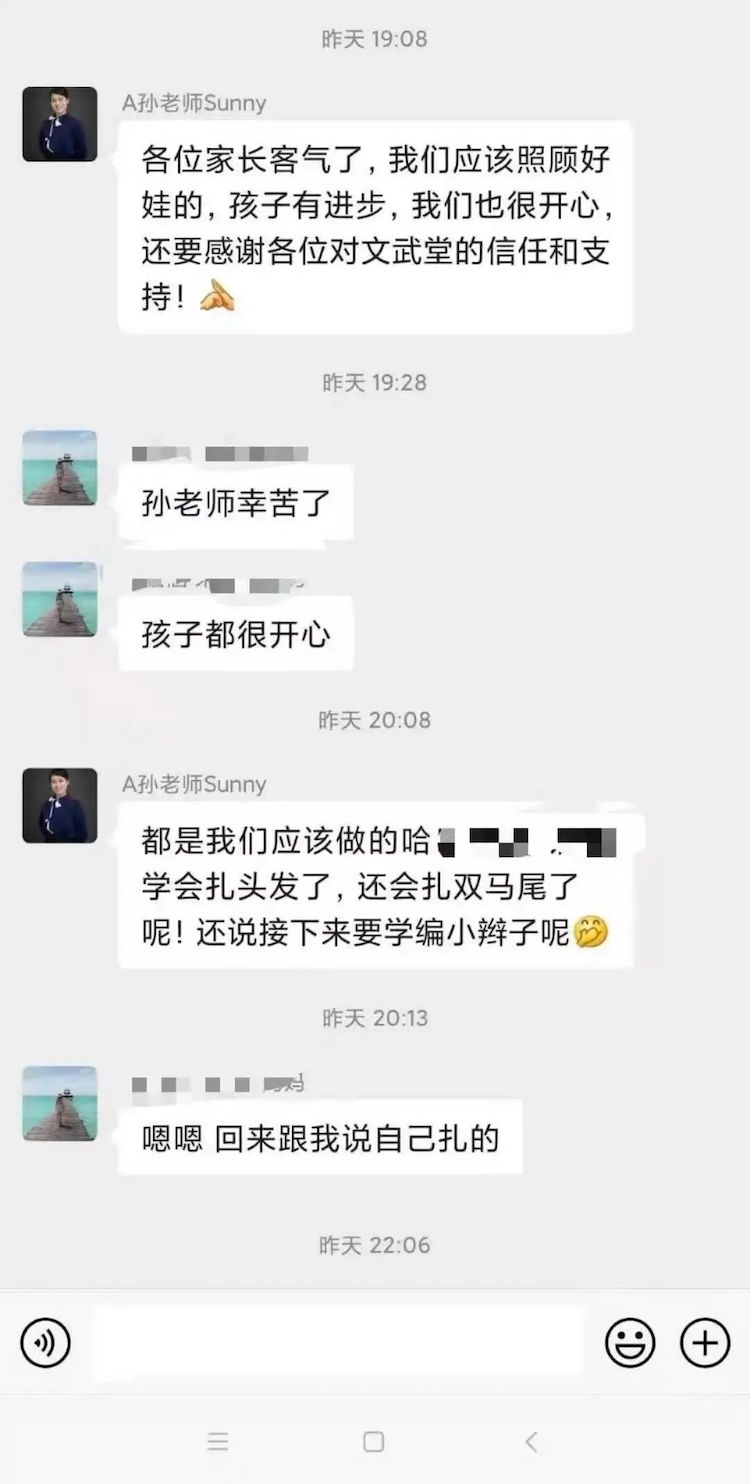 昨天 19:08
A孙老师Sunny
各位家长客气了，我们应该照顾好
娃的，孩子有进步，我们也很开心，
还要感谢各位对文武堂的信任和支
持！
昨天 19:28
孙老师幸苦了
孩子都很开心
昨天 20:08
A孙老师Sunny
都是我们应该做的哈
学会扎头发了，还会扎双马尾了
呢！还说接下来要学编小辫子呢
昨天 20:13
妈
嗯嗯 回来跟我说自己扎的
昨天 22:06